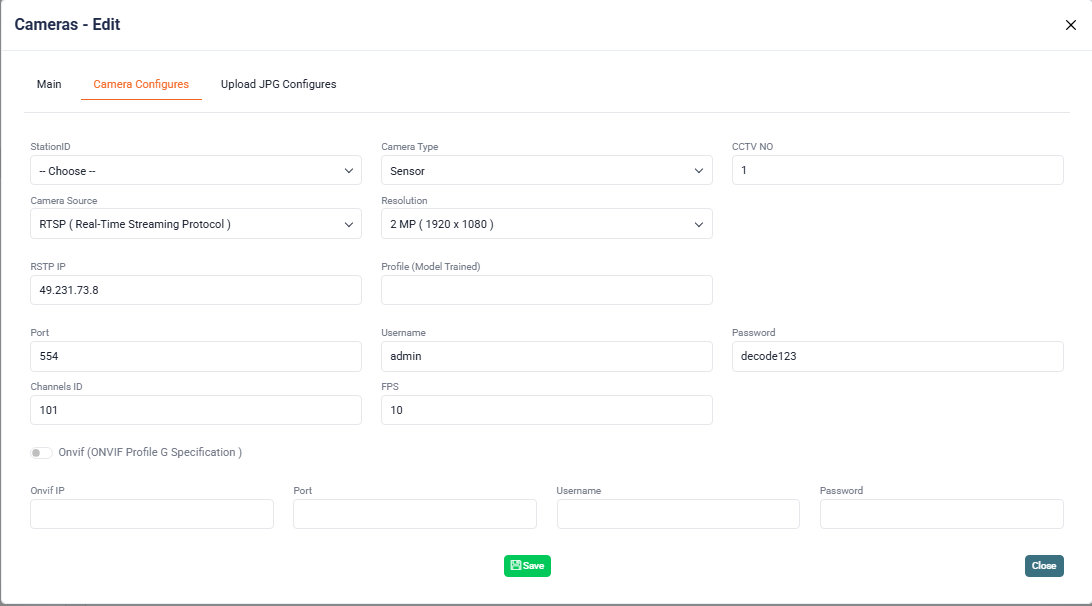 Cameras - Edit
Main Camera Configures Upload JPG Configures
StationID Camera Type CCTV NO
-- Choose -- Sensor 1
Camera Source Resolution
RTSP ( Real-Time Streaming Protocol ) 2 MP ( 1920 x 1080 )
RSTP IP Profile (Model Trained)
49.231.73.8
Port Username Password
554 admin decode123
Channels ID FPS
101 10
Onvif (ONVIF Profile G Specification )
Onvif IP Port Username Password
Save Close